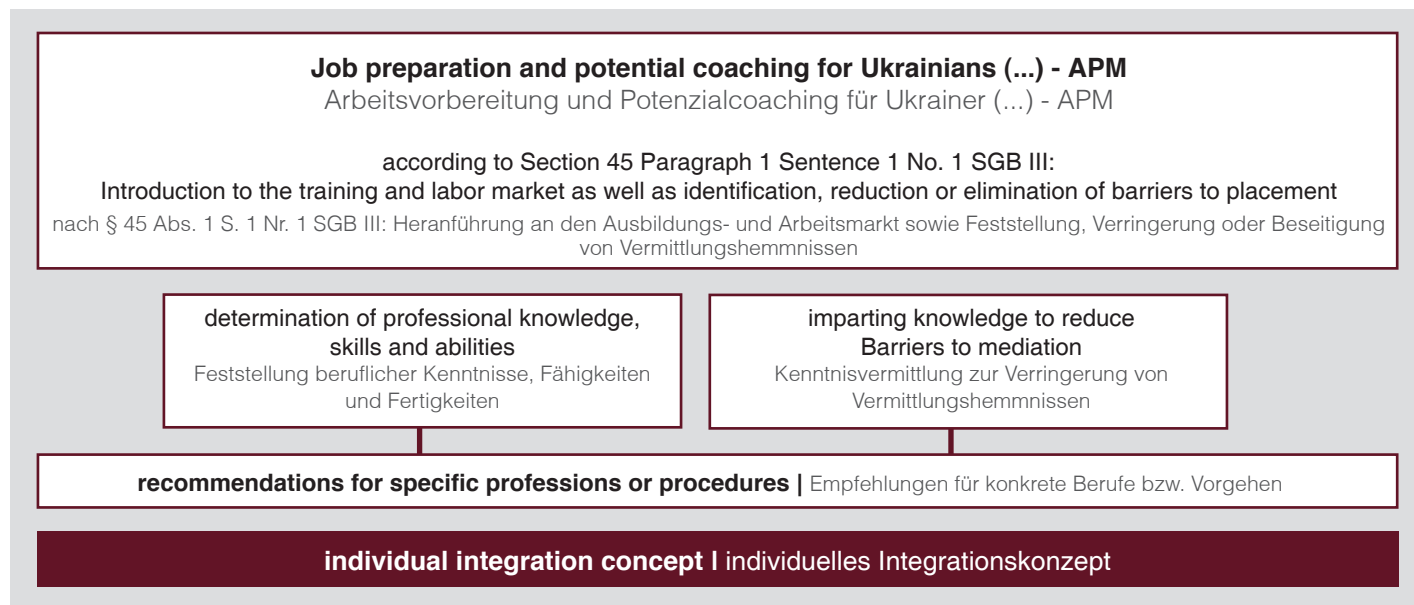 Job preparation and potential coaching for Ukrainians (...) - APM
Arbeitsvorbereitung und Potenzialcoaching für Ukrainer (...) - APM
according to Section 45 Paragraph 1 Sentence 1 No. 1 SGB III:
Introduction to the training and labor market as well as identification, reduction or elimination of barriers to placement
nach § 45 Abs. 1 S. 1 Nr. 1 SGB III: Heranführung an den Ausbildungs- und Arbeitsmarkt sowie Feststellung, Verringerung oder Beseitigung
von Vermittlungshemmnissen
determination of professional knowledge,
skills and abilities
Feststellung beruflicher Kenntnisse, Fähigkeiten
und Fertigkeiten
imparting knowledge to reduce
Barriers to mediation
Kenntnisvermittlung zur Verringerung von
Vermittlungshemmnissen
recommendations for specific professions or procedures | Empfehlungen für konkrete Berufe bzw. Vorgehen
individual integration concept I individuelles Integrationskonzept